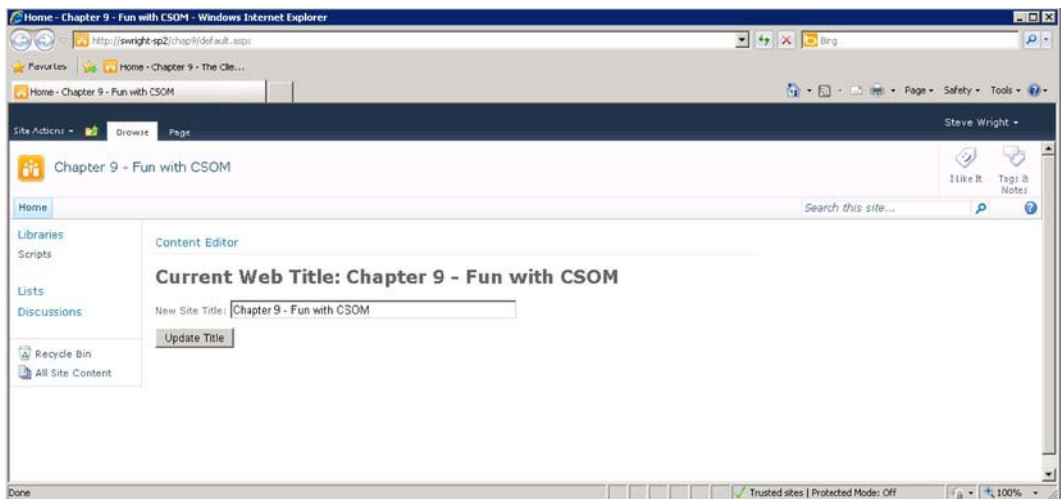 Home - Chapter 9 - Fun with CSOM - Windows Internet Explorer
http://swright-sp2/chap9/default.aspx
Bing
Favorites Home - Chapter 9 - The Clie...
Home - Chapter 9 - Fun with CSOM
Page Safety Tools
Site Actions Browse Page
Steve Wright
Chapter 9 - Fun with CSOM
I Like It
Tags & Notes
Home
Search this site...
Libraries
Scripts
Lists
Discussions
Recycle Bin
All Site Content
Content Editor
Current Web Title: Chapter 9 - Fun with CSOM
New Site Title: Chapter 9 - Fun with CSOM
Update Title
Done
Trusted sites | Protected Mode: Off
100%